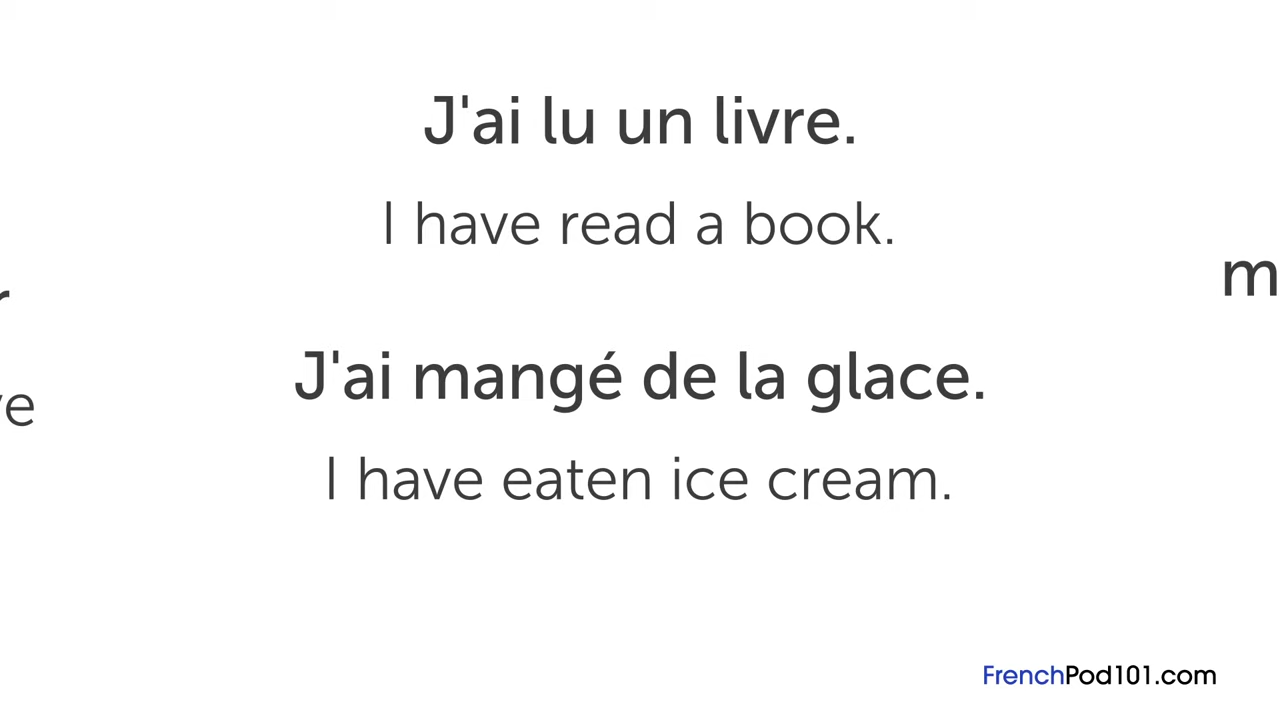 J'ai lu un livre.
I have read a book.
J'ai mangé de la glace.
I have eaten ice cream.
FrenchPod101.com